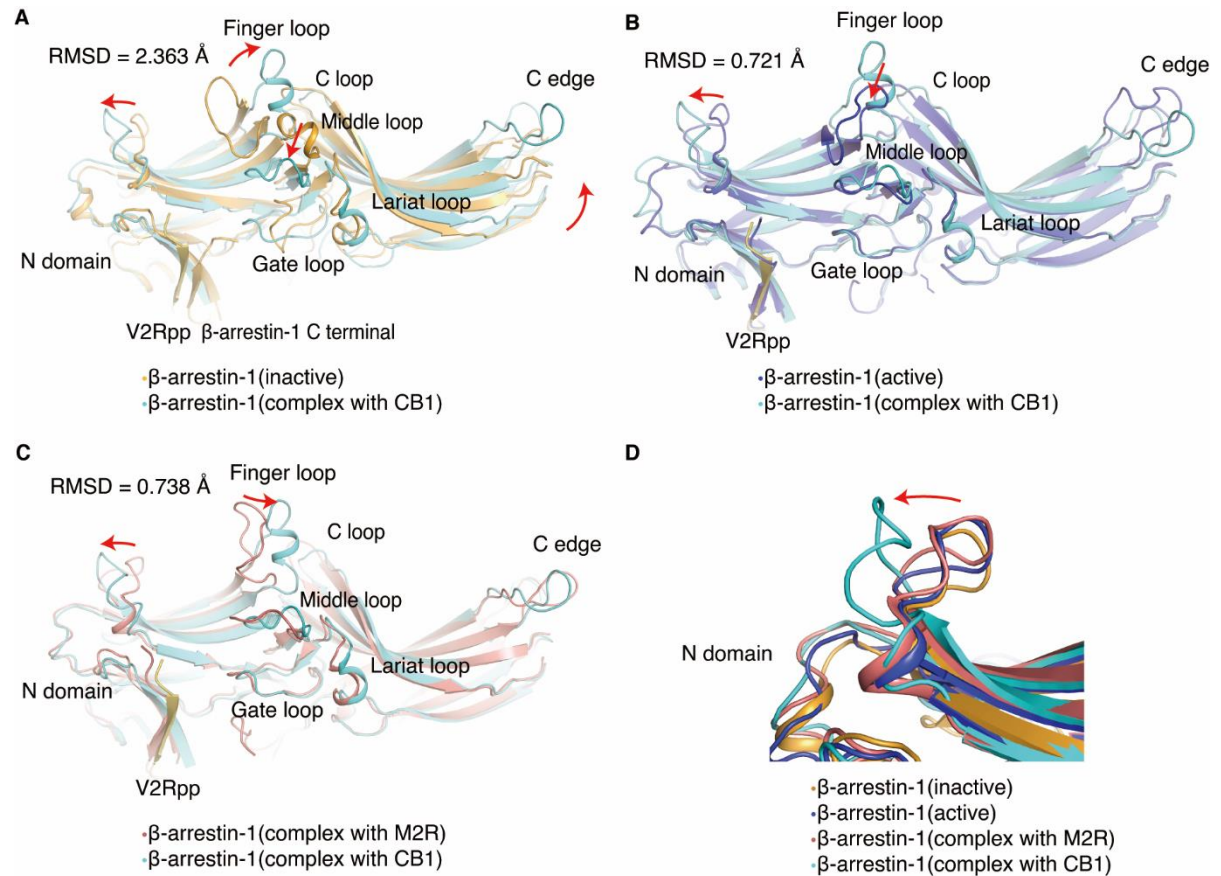 A
Finger loop
RMSD = 2.363 Å
C loop
C edge
Middle loop
Lariat loop
N domain
Gate loop
V2Rpp β-arrestin-1 C terminal
β-arrestin-1(inactive)
β-arrestin-1(complex with CB1)
B
Finger loop
RMSD = 0.721 Å
C loop
C edge
Middle loop
Lariat loop
N domain
Gate loop
V2Rpp
β-arrestin-1(active)
β-arrestin-1(complex with CB1)
C
Finger loop
RMSD = 0.738 Å
C loop
C edge
Middle loop
Lariat loop
N domain
Gate loop
V2Rpp
β-arrestin-1(complex with M2R)
β-arrestin-1(complex with CB1)
D
N domain
β-arrestin-1(inactive)
β-arrestin-1(active)
β-arrestin-1(complex with M2R)
β-arrestin-1(complex with CB1)